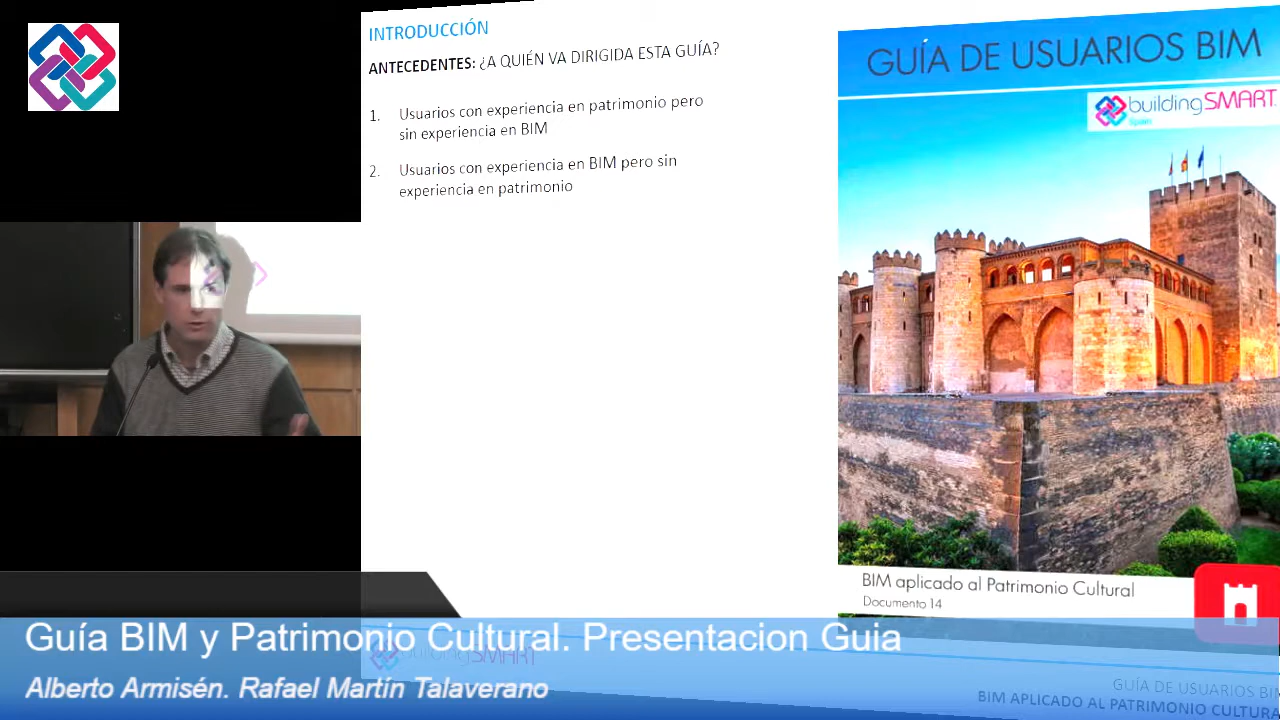 INTRODUCCIÓN
ANTECEDENTES: ¿A QUIÉN VA DIRIGIDA ESTA GUÍA?
1. Usuarios con experiencia en patrimonio pero
sin experiencia en BIM
2. Usuarios con experiencia en BIM pero sin
experiencia en patrimonio
GUÍA DE USUARIOS BIM
buildingSMART
Spain
BIM aplicado al Patrimonio Cultural
Documento 14
Guía BIM y Patrimonio Cultural. Presentacion Guia
buildingSMART
Alberto Armisén. Rafael Martín Talaverano
GUÍA DE USUARIOS BIM
BIM APLICADO AL PATRIMONIO CULTURA